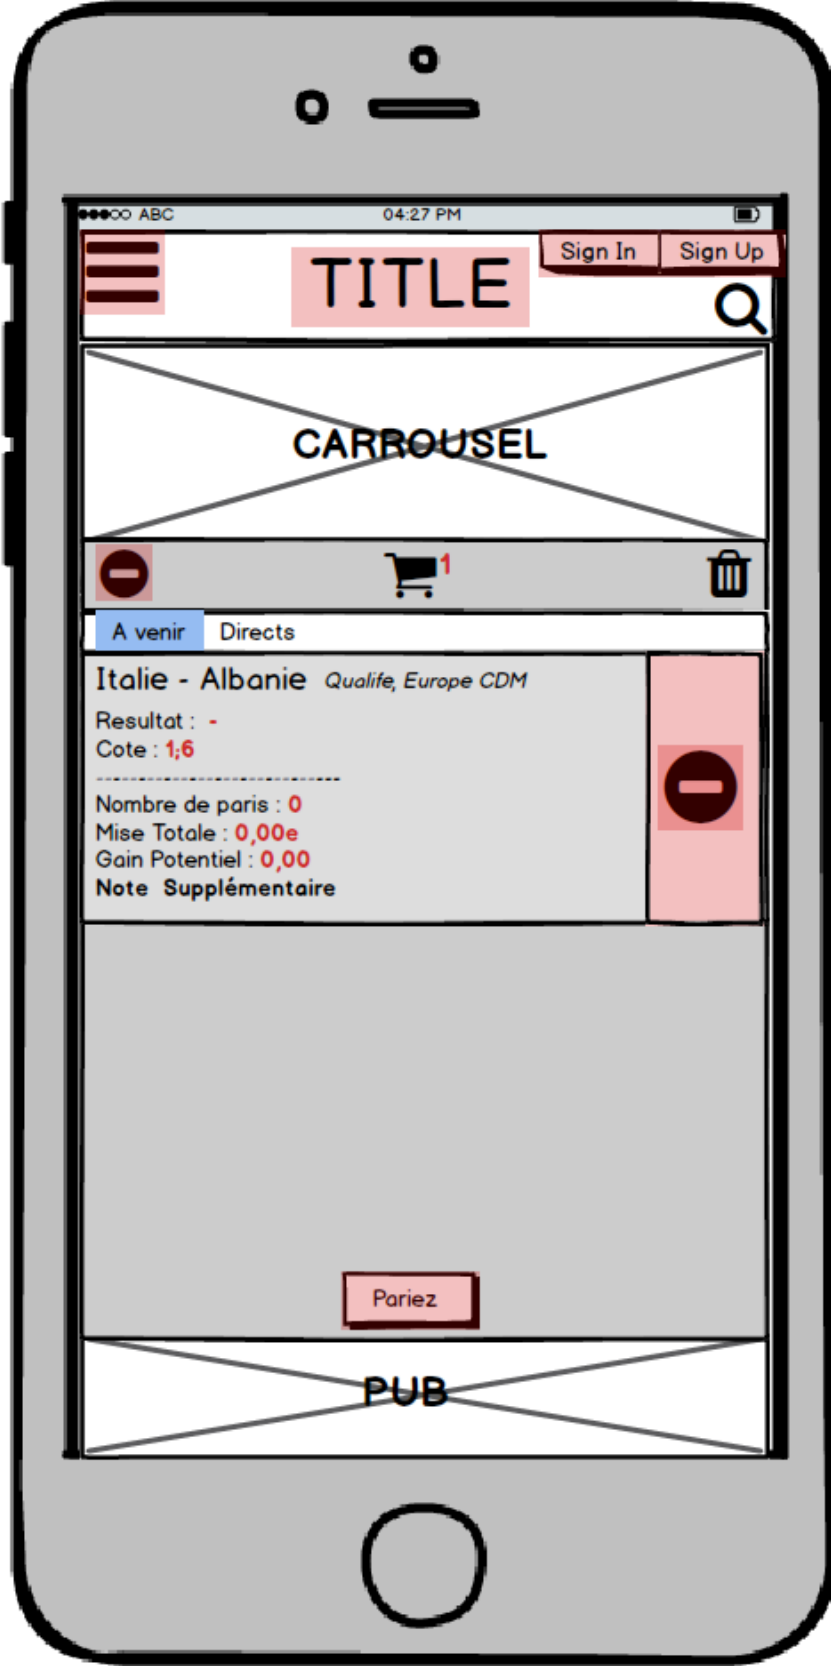 ABC 04:27 PM
Sign In Sign Up
TITLE
CARROUSEL
1
A venir Directs
Italie - Albanie Qualife, Europe CDM
Resultat : -
Cote : 1;6
-----------------------------
Nombre de paris : 0
Mise Totale : 0,00e
Gain Potentiel : 0,00
Note Supplémentaire
Pariez
PUB